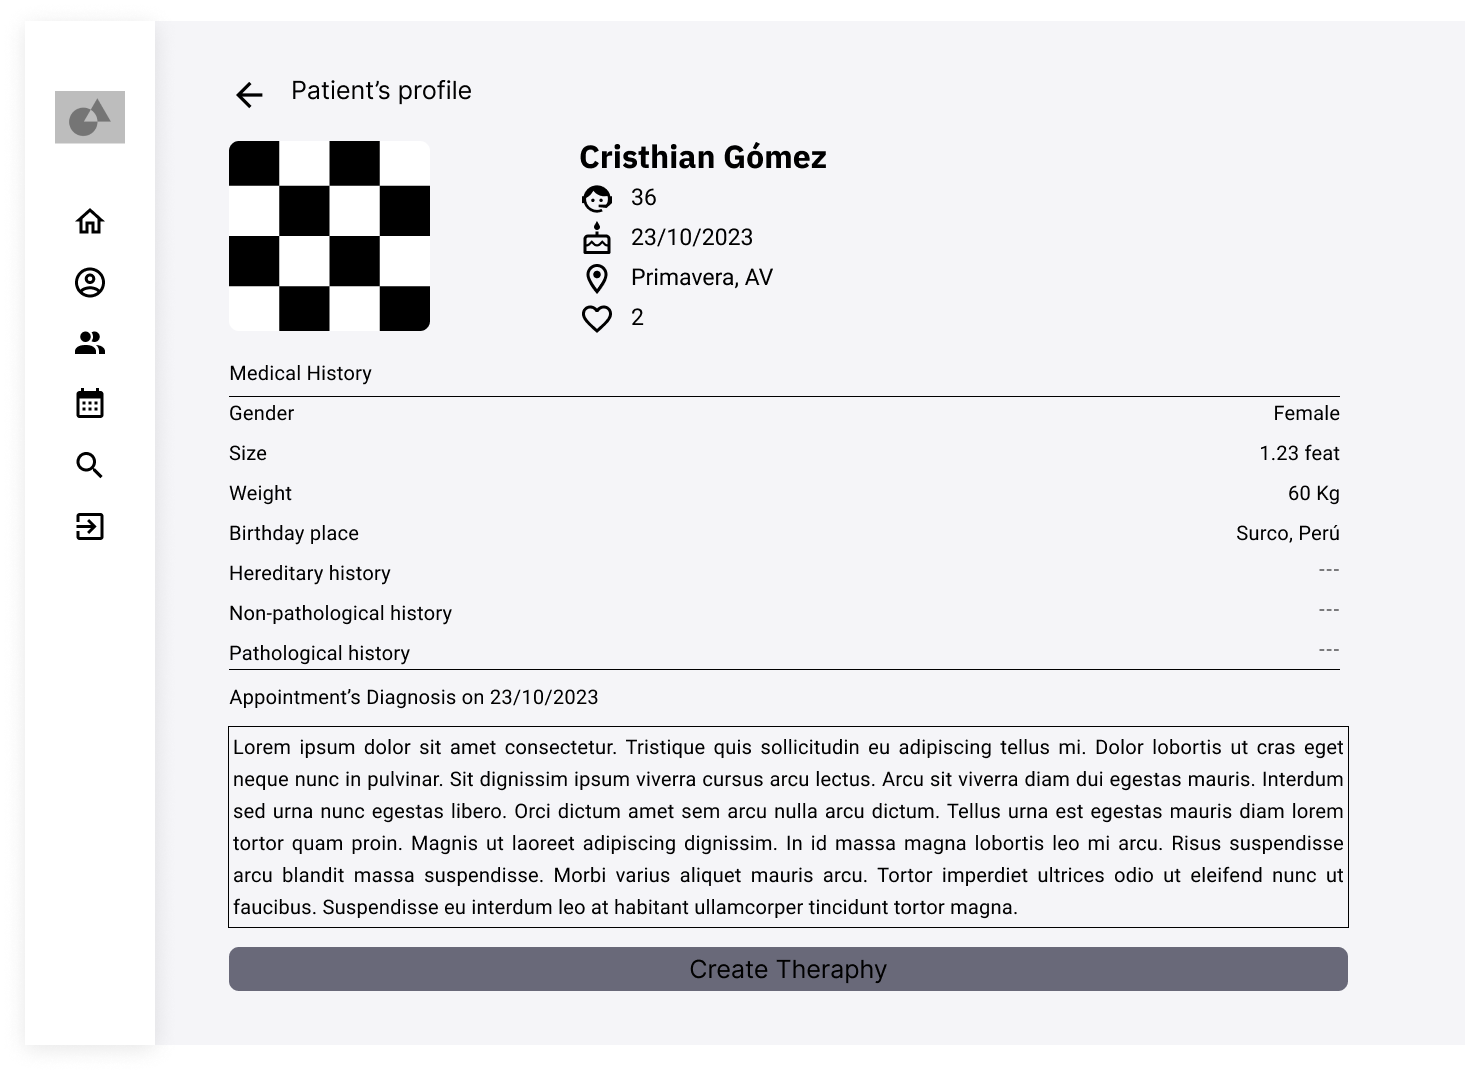 Patient’s profile
Cristhian Gómez
36
23/10/2023
Primavera, AV
2
Medical History
Gender Female
Size 1.23 feat
Weight 60 Kg
Birthday place Surco, Perú
Hereditary history ---
Non-pathological history ---
Pathological history ---
Appointment’s Diagnosis on 23/10/2023
Lorem ipsum dolor sit amet consectetur. Tristique quis sollicitudin eu adipiscing tellus mi. Dolor lobortis ut cras eget
neque nunc in pulvinar. Sit dignissim ipsum viverra cursus arcu lectus. Arcu sit viverra diam dui egestas mauris. Interdum
sed urna nunc egestas libero. Orci dictum amet sem arcu nulla arcu dictum. Tellus urna est egestas mauris diam lorem
tortor quam proin. Magnis ut laoreet adipiscing dignissim. In id massa magna lobortis leo mi arcu. Risus suspendisse
arcu blandit massa suspendisse. Morbi varius aliquet mauris arcu. Tortor imperdiet ultrices odio ut eleifend nunc ut
faucibus. Suspendisse eu interdum leo at habitant ullamcorper tincidunt tortor magna.
Create Theraphy